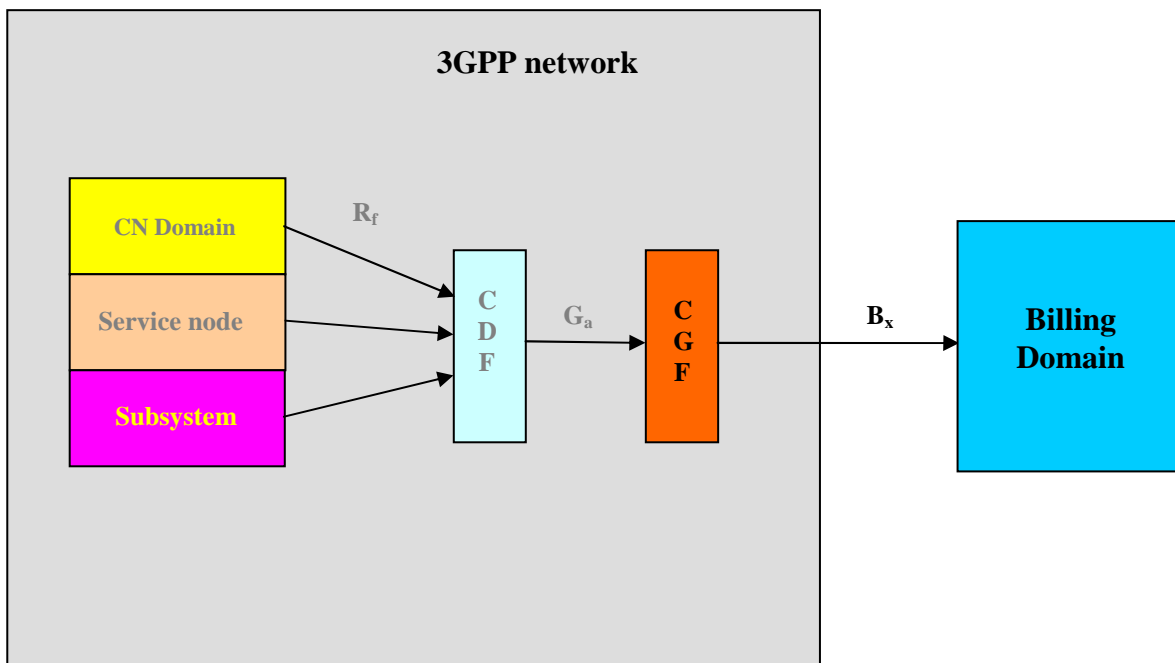 3GPP network
CN Domain
Service node
Subsystem
Rf
C
D
F
Ga
C
G
F
Bx
Billing
Domain